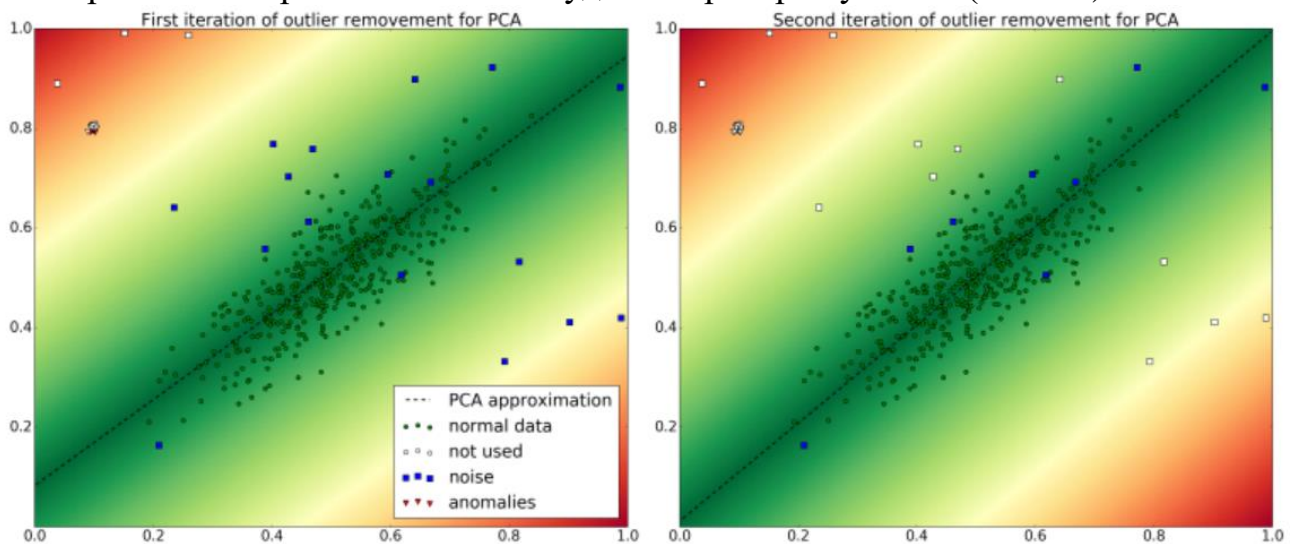 First iteration of outlier removement for PCA
Second iteration of outlier removement for PCA
1.0
0.8
0.6
0.4
0.2
0.0 0.2 0.4 0.6 0.8 1.0
PCA approximation
normal data
not used
noise
anomalies
1.0
0.8
0.6
0.4
0.2
0.0 0.2 0.4 0.6 0.8 1.0